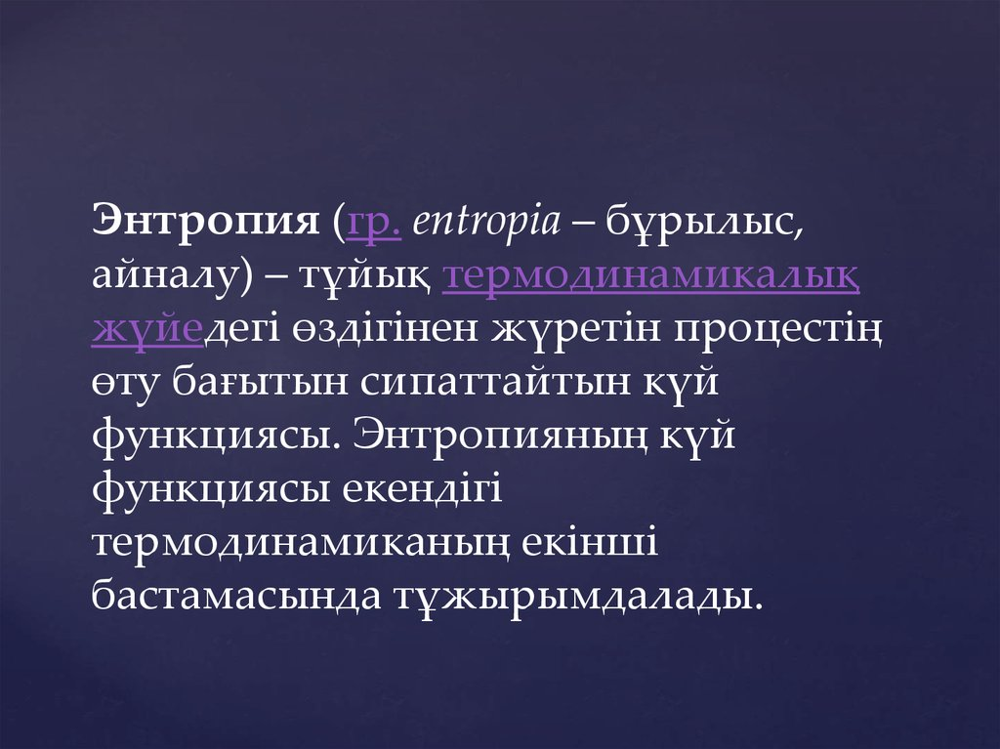 Энтропия (гр. entropia – бұрылыс,
айналу) – тұйық термодинамикалық
жүйедегі өздігінен жүретін процестің
өту бағытын сипаттайтын күй
функциясы. Энтропияның күй
функциясы екендігі
термодинамиканың екінші
бастамасында тұжырымдалады.